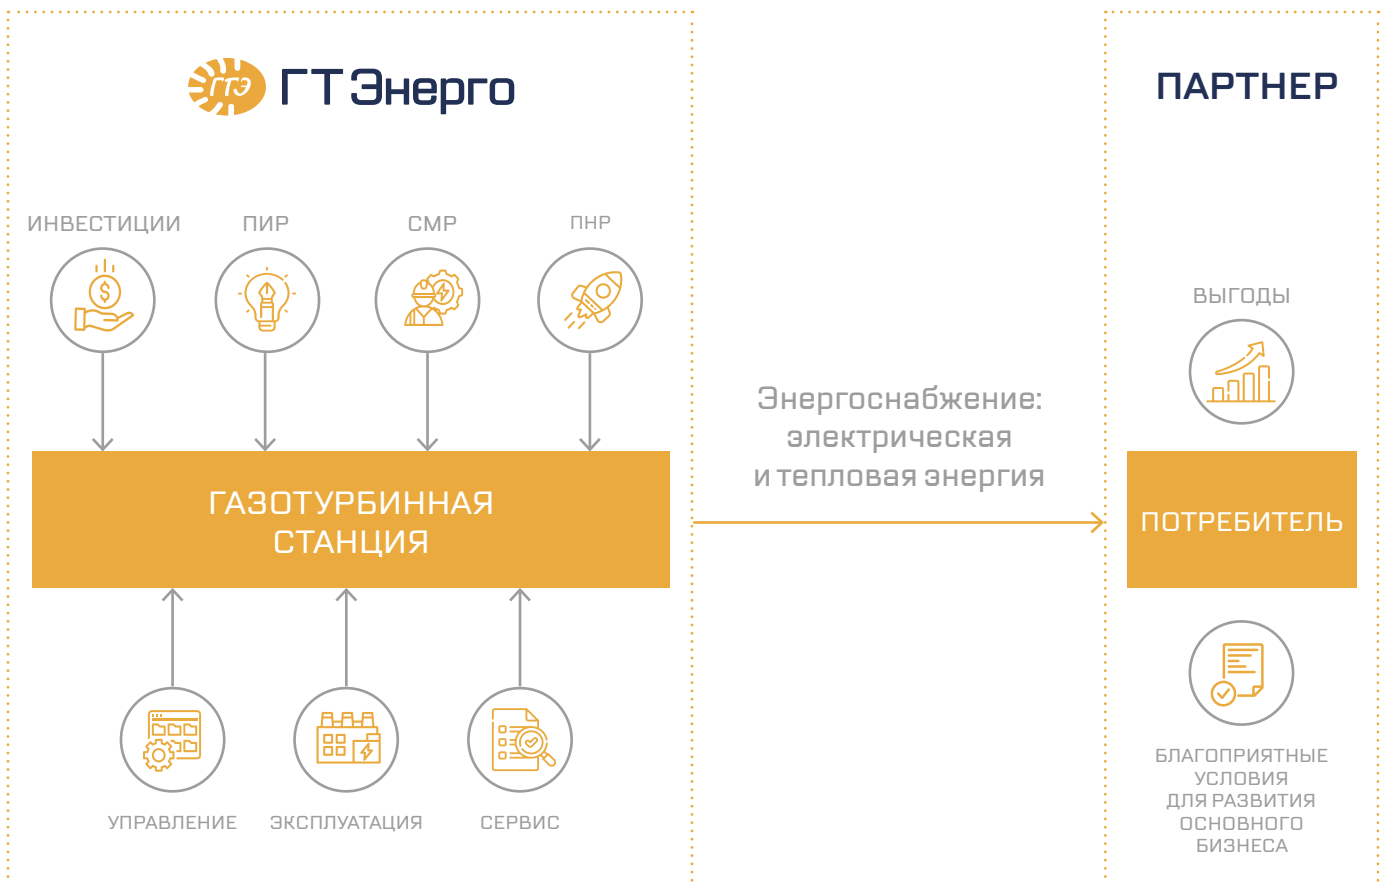 ГТЭ
ГТ Энерго
ПАРТНЕР
ИНВЕСТИЦИИ
ПИР
СМР
ПНР
ВЫГОДЫ
Энергоснабжение:
электрическая
и тепловая энергия
ГАЗОТУРБИННАЯ
СТАНЦИЯ
ПОТРЕБИТЕЛЬ
УПРАВЛЕНИЕ
ЭКСПЛУАТАЦИЯ
СЕРВИС
БЛАГОПРИЯТНЫЕ
УСЛОВИЯ
ДЛЯ РАЗВИТИЯ
ОСНОВНОГО
БИЗНЕСА